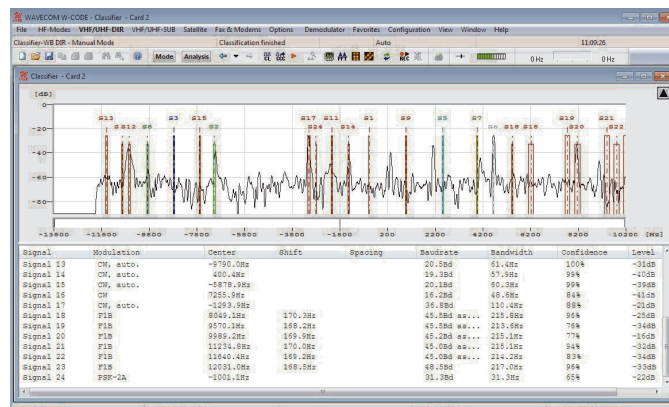 WAVECOM W-CODE - Classifier - Card 2
File HF-Modes VHF/UHF-DIR VHF/UHF-SUB Satellite Fax & Modems Options Demodulator Favorites Configuration View Window Help
Classifier-WB DIR - Manual Mode Classification finished Auto 11:09:26
Mode Analysis 0 Hz 0 Hz
Classifier - Card 2
[dB]
0
S13 S3 S15 S17 S11 S1 S9 S5 S7 S19 S21
S12 S8 S2 S24 S14 S6 S16 S18 S20 S22
-20
-40
-60
-80
-13800 -11800 -9800 -7800 -5800 -3800 -1800 200 2200 4200 6200 8200 10200 [Hz]
Signal Modulation Center Shift Spacing Baudrate Bandwidth Confidence Level
Signal 13 CW, auto. -9790.0Hz 20.5Bd 61.4Hz 100% -31dB
Signal 14 CW, auto. 400.4Hz 19.3Bd 57.9Hz 99% -40dB
Signal 15 CW, auto. -5878.9Hz 20.1Bd 60.3Hz 99% -39dB
Signal 16 CW 7255.9Hz 16.2Bd 48.6Hz 84% -41dB
Signal 17 CW, auto. -1293.9Hz 36.8Bd 110.4Hz 88% -21dB
Signal 18 F1B 8049.1Hz 170.3Hz 45.5Bd as... 215.8Hz 96% -25dB
Signal 19 F1B 9570.1Hz 168.2Hz 45.5Bd as... 213.6Hz 76% -34dB
Signal 20 F1B 9989.2Hz 169.9Hz 45.2Bd as... 215.1Hz 77% -16dB
Signal 21 F1B 11234.8Hz 170.0Hz 45.0Bd as... 215.1Hz 94% -32dB
Signal 22 F1B 11640.4Hz 169.2Hz 45.0Bd as... 214.2Hz 83% -34dB
Signal 23 F1B 12031.0Hz 168.5Hz 48.5Bd 217.0Hz 96% -33dB
Signal 24 PSK-2A -1001.1Hz 31.3Bd 31.3Hz 65% -22dB